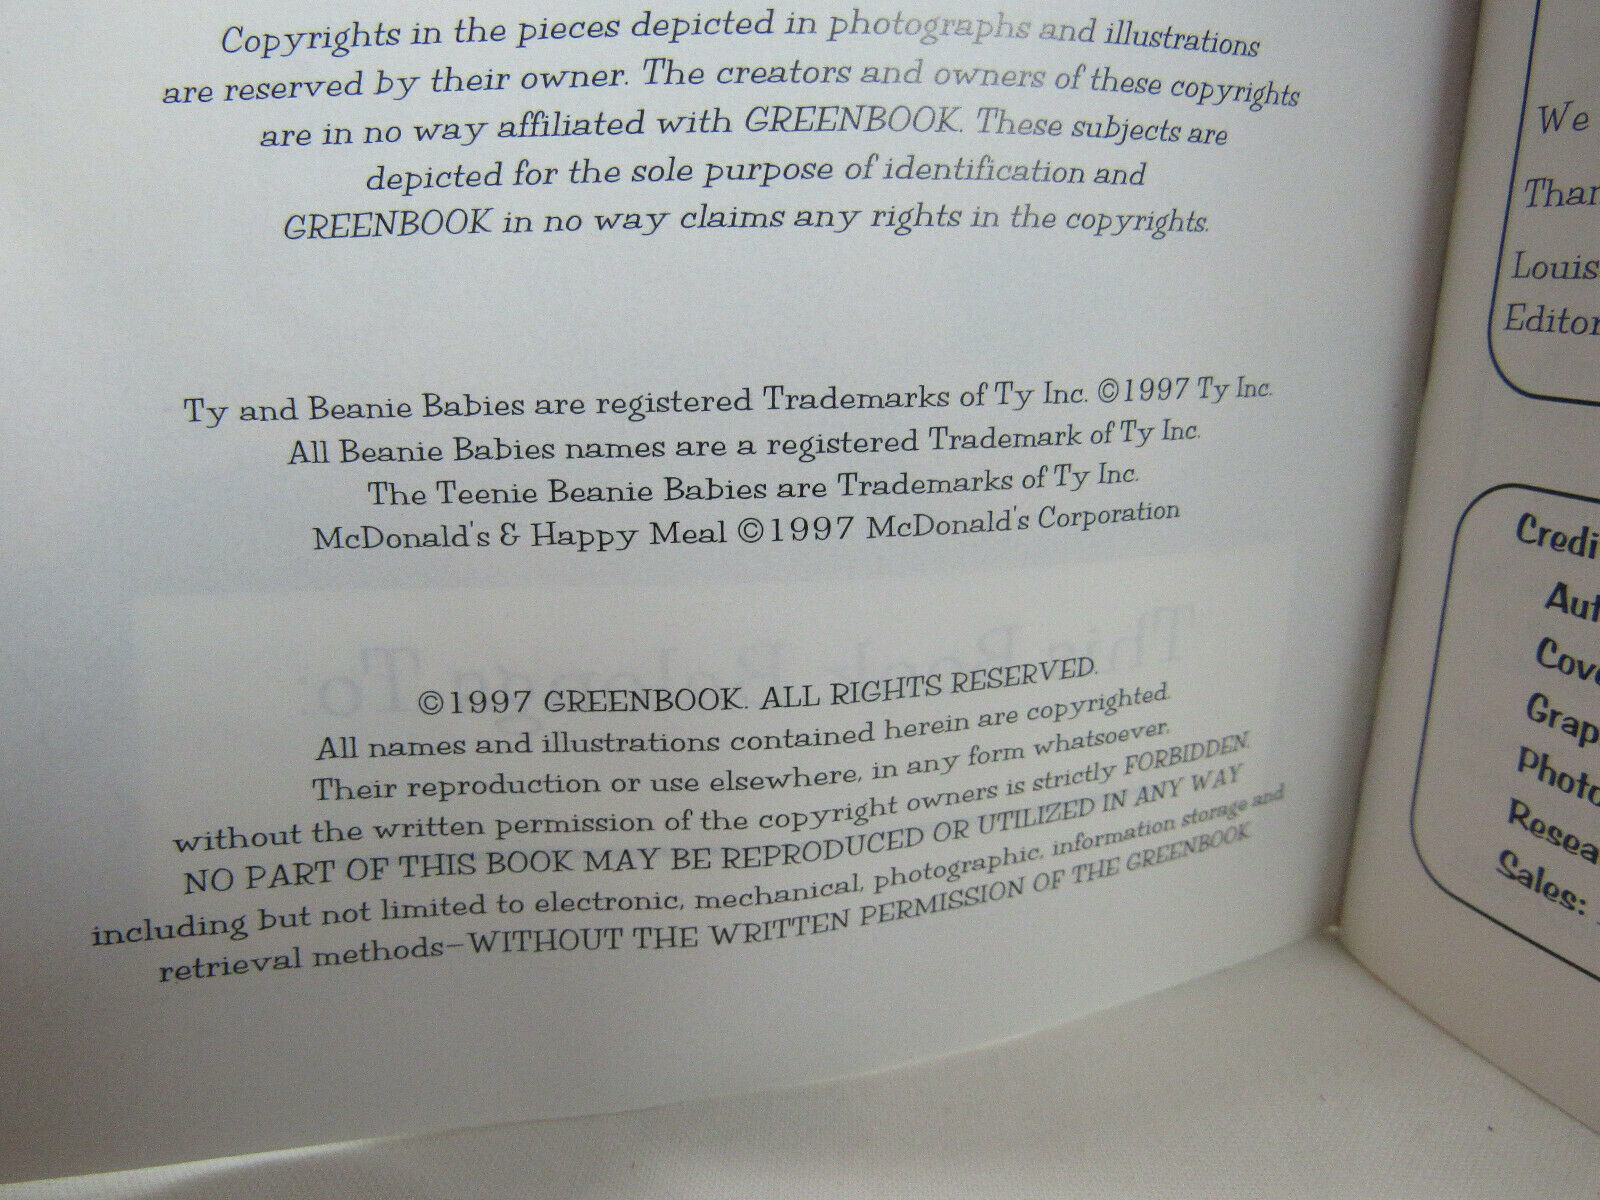 Copyrights in the pieces depicted in photographs and illustrations
are reserved by their owner. The creators and owners of these copyrights
are in no way affiliated with GREENBOOK. These subjects are
depicted for the sole purpose of identification and
GREENBOOK in no way claims any rights in the copyrights.
Ty and Beanie Babies are registered Trademarks of Ty Inc. ©1997 Ty Inc.
All Beanie Babies names are a registered Trademark of Ty Inc.
The Teenie Beanie Babies are Trademarks of Ty Inc.
McDonald's & Happy Meal ©1997 McDonald's Corporation
This Book Belongs To
©1997 GREENBOOK. ALL RIGHTS RESERVED.
All names and illustrations contained herein are copyrighted.
Their reproduction or use elsewhere, in any form whatsoever,
without the written permission of the copyright owners is strictly FORBIDDEN.
NO PART OF THIS BOOK MAY BE REPRODUCED OR UTILIZED IN ANY WAY
including but not limited to electronic, mechanical, photographic, information storage and
retrieval methods—WITHOUT THE WRITTEN PERMISSION OF THE GREENBOOK
We
Louis
Editor
Sales: